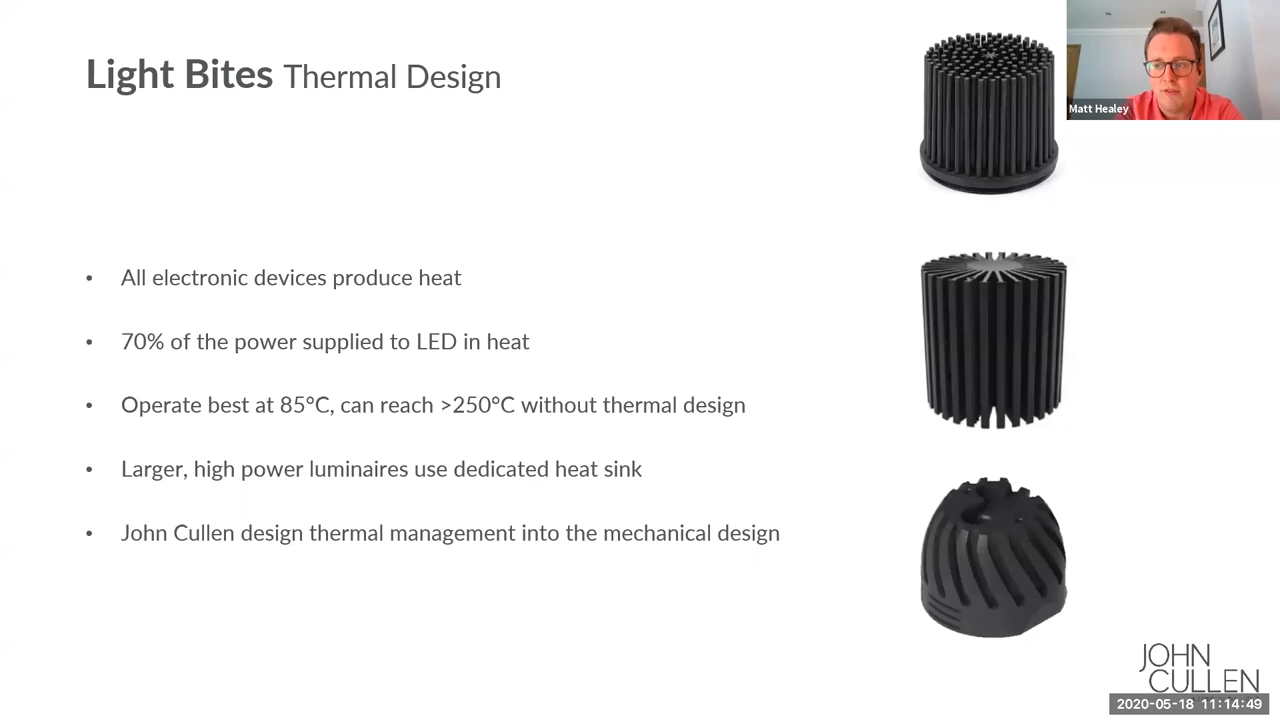 Light Bites Thermal Design
Matt Healey
• All electronic devices produce heat
• 70% of the power supplied to LED in heat
• Operate best at 85°C, can reach >250°C without thermal design
• Larger, high power luminaires use dedicated heat sink
• John Cullen design thermal management into the mechanical design
JOHN
CULLEN
2020-05-18 11:14:49